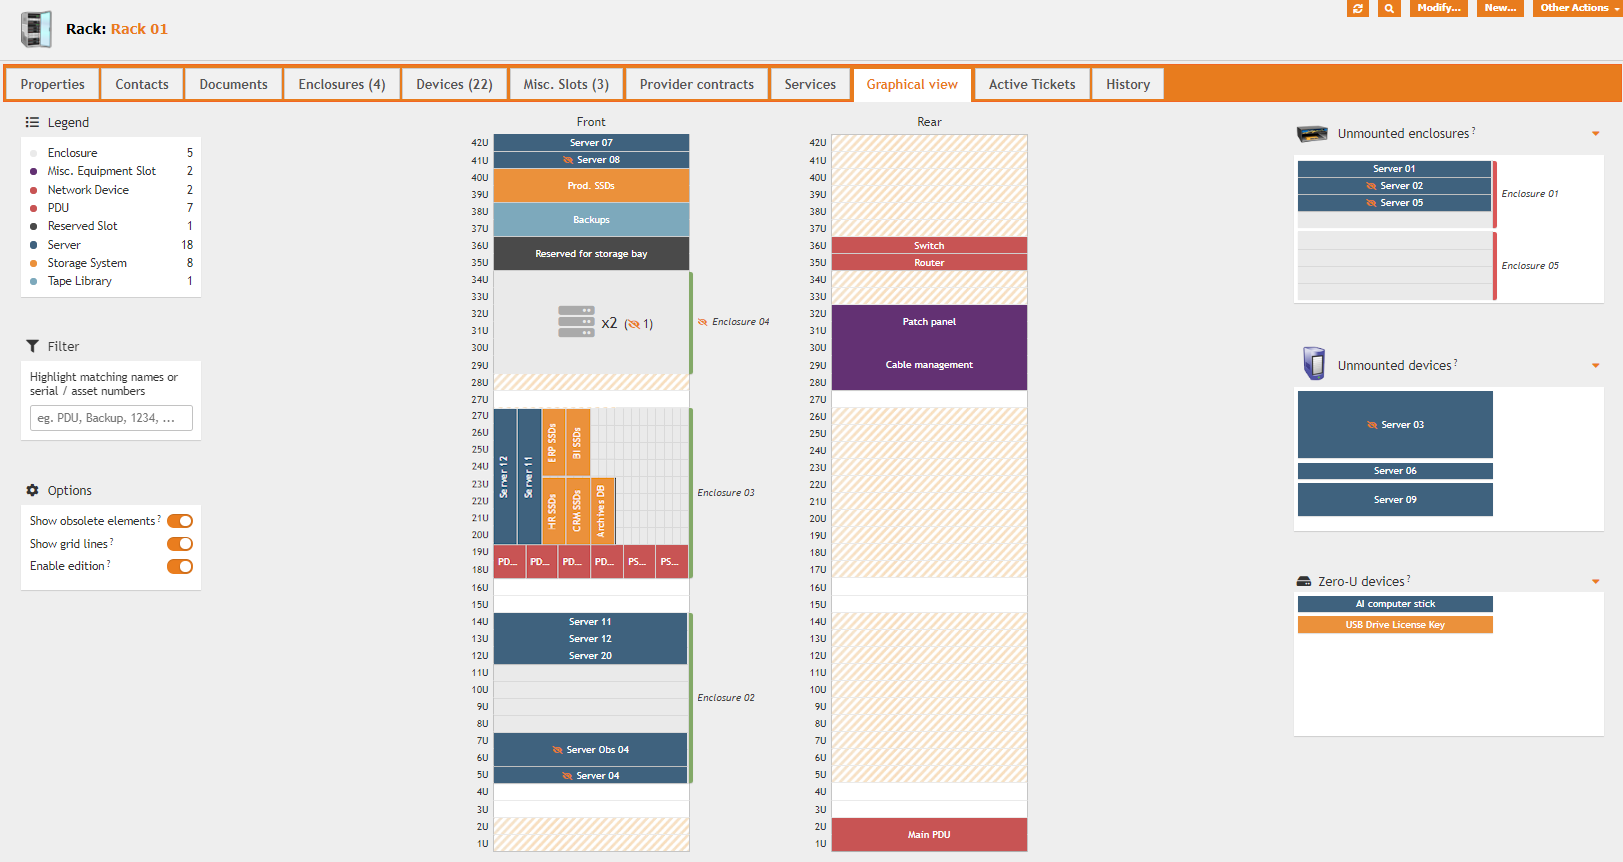 Rack: Rack 01
Modify...
New...
Other Actions
Properties
Contacts
Documents
Enclosures (4)
Devices (22)
Misc. Slots (3)
Provider contracts
Services
Graphical view
Active Tickets
History
Legend
Enclosure 5
Misc. Equipment Slot 2
Network Device 2
PDU 7
Reserved Slot 1
Server 18
Storage System 8
Tape Library 1
Filter
Highlight matching names or
serial / asset numbers
eg. PDU, Backup, 1234, ...
Options
Show obsolete elements ?
Show grid lines ?
Enable edition ?
Front
42U Server 07
41U Server 08
40U
Prod. SSDs
39U
38U
Backups
37U
36U
Reserved for storage bay
35U
34U
33U
32U
x2 (1)
Enclosure 04
31U
30U
29U
28U
27U
27U
26U
25U
24U
23U
22U
21U
20U
Server 12
Server 11
ERP SSDs
BI SSDs
HR SSDs
CRM SSDs
Archives DB
Enclosure 03
19U
PD... PD... PD... PD... PS... PS...
18U
16U
15U
14U Server 11
13U Server 12
12U Server 20
11U
10U
9U
Enclosure 02
8U
7U
Server Obs 04
6U
5U Server 04
4U
3U
2U
1U
Rear
42U
41U
40U
39U
38U
37U
36U Switch
35U Router
34U
33U
32U
Patch panel
31U
30U
29U Cable management
28U
27U
26U
25U
24U
23U
22U
21U
20U
19U
18U
17U
16U
15U
14U
13U
12U
11U
10U
9U
8U
7U
6U
5U
4U
3U
2U
Main PDU
1U
Unmounted enclosures ?
Server 01
Server 02
Server 05
Enclosure 01
Enclosure 05
Unmounted devices ?
Server 03
Server 06
Server 09
Zero-U devices ?
AI computer stick
USB Drive License Key